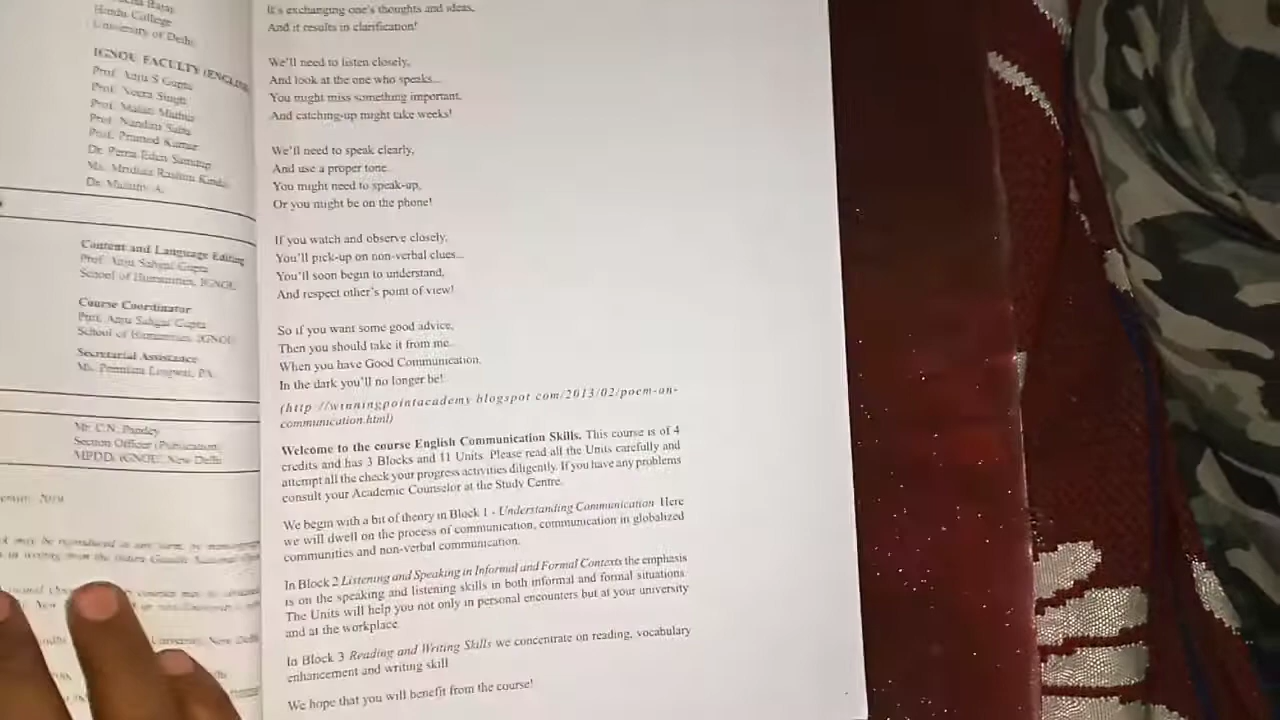 Hindu College
University of Delhi
IGNOU FACULTY (ENGLISH
Prof. Anju S Gupta
Prof. Neera Singh
Prof. Malati Mathur
Prof. Nandini Sahu
Prof. Pramod Kumar
Dr. Pema Eden Samdup
Ms. Mridula Rashmi Kindo
Dr. Malathy A.
Content and Language Editing
Prof. Anju Sahgal Gupta
School of Humanities, IGNOU
Course Coordinator
Prof. Anju Sahgal Gupta
School of Humanities, IGNOU
Secretarial Assistance
Ms. PA
Mr. C.N. Pandey
Section Officer (Publication)
MPDD, IGNOU, New Delhi
It's exchanging one's thoughts and ideas,
And it results in clarification!
We'll need to listen closely,
And look at the one who speaks...
You might miss something important,
And catching-up might take weeks!
We'll need to speak clearly,
And use a proper tone
You might need to speak-up,
Or you might be on the phone!
If you watch and observe closely,
You'll pick-up on non-verbal clues...
You'll soon begin to understand,
And respect other's point of view!
So if you want some good advice,
Then you should take it from me
When you have Good Communication,
In the dark you'll no longer be!
(http //winningpointacademy blogspot com/2013/02/poem-on-
communication.html)
Welcome to the course English Communication Skills. This course is of 4
credits and has 3 Blocks and 11 Units. Please read all the Units carefully and
attempt all the check your progress activities diligently. If you have any problems
consult your Academic Counselor at the Study Centre.
We begin with a bit of theory in Block 1 - Understanding Communication Here
we will dwell on the process of communication, communication in globalized
communities and non-verbal communication.
In Block 2 Listening and Speaking in Informal and Formal Contexts the emphasis
is on the speaking and listening skills in both informal and formal situations
The Units will help you not only in personal encounters but at your university
and at the workplace
In Block 3 Reading and Writing Skills we concentrate on reading, vocabulary
enhancement and writing skill
We hope that you will benefit from the course!